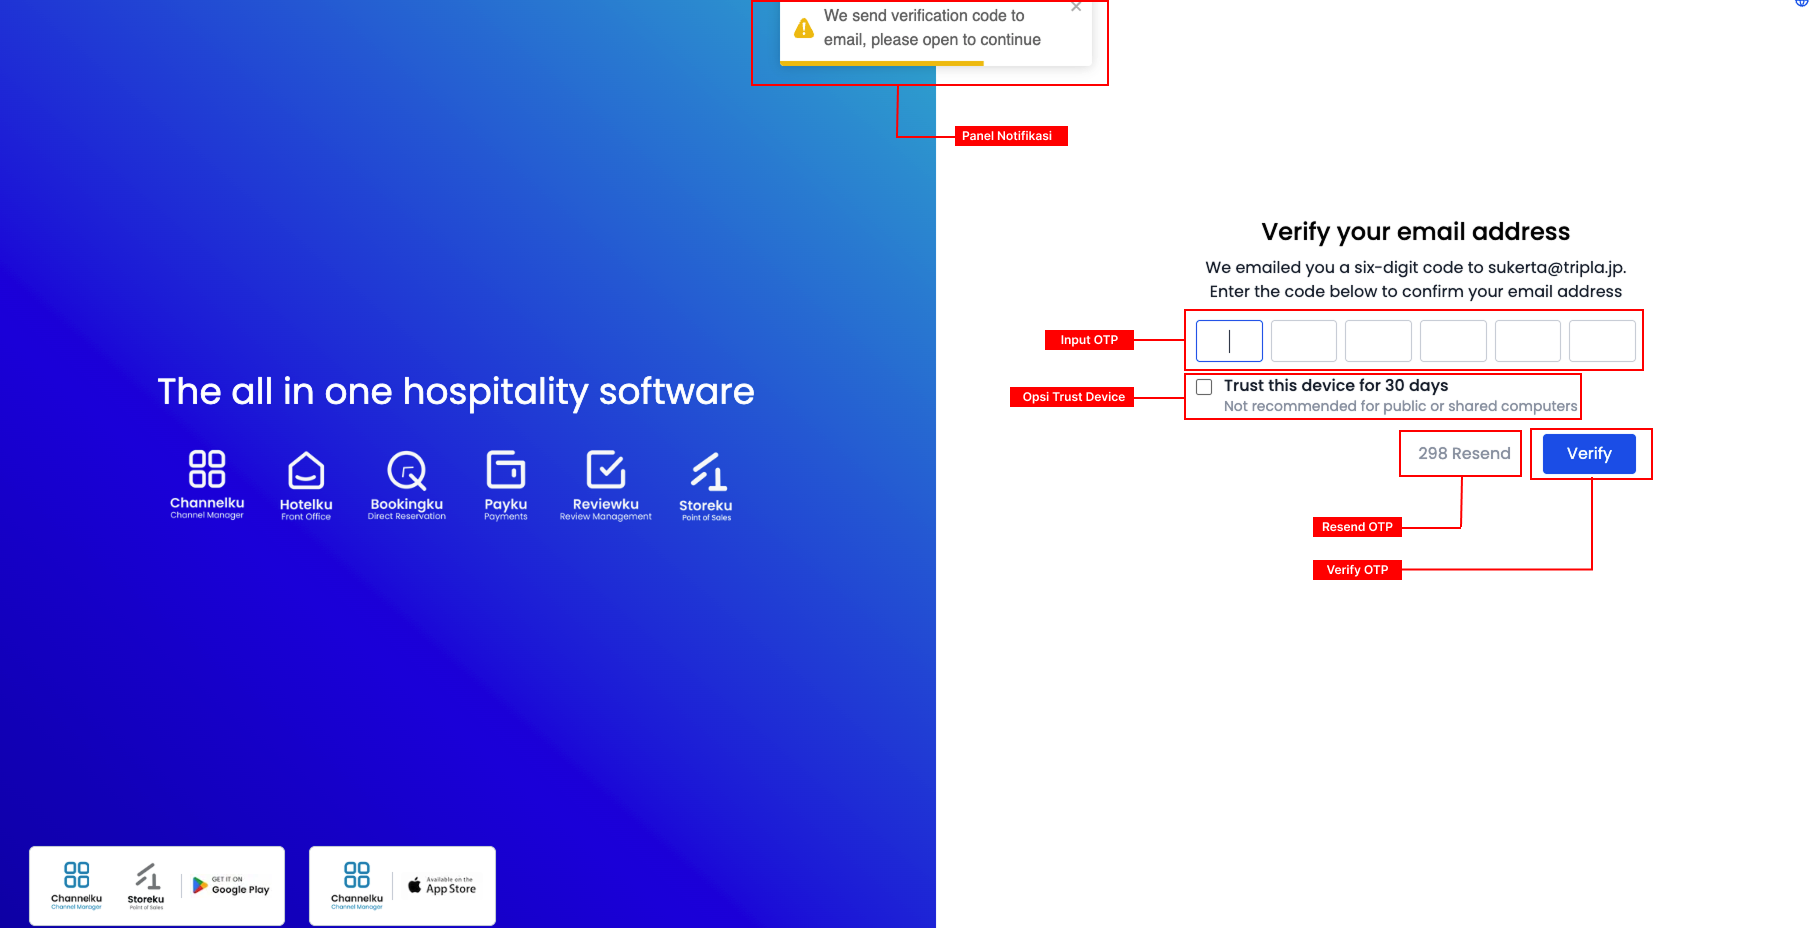 We send verification code to
email, please open to continue
Panel Notifikasi
Verify your email address
We emailed you a six-digit code to sukerta@tripla.jp.
Enter the code below to confirm your email address
Input OTP
Trust this device for 30 days
Opsi Trust Device
Not recommended for public or shared computers
298 Resend
Verify
Resend OTP
Verify OTP
The all in one hospitality software
Channelku
Channel Manager
Hotelku
Front Office
Bookingku
Direct Reservation
Payku
Payments
Reviewku
Review Management
Storeku
Point of Sales
Channelku
Channel Manager
Storeku
Point of Sales
GET IT ON
Google Play
Channelku
Channel Manager
Available on the
App Store